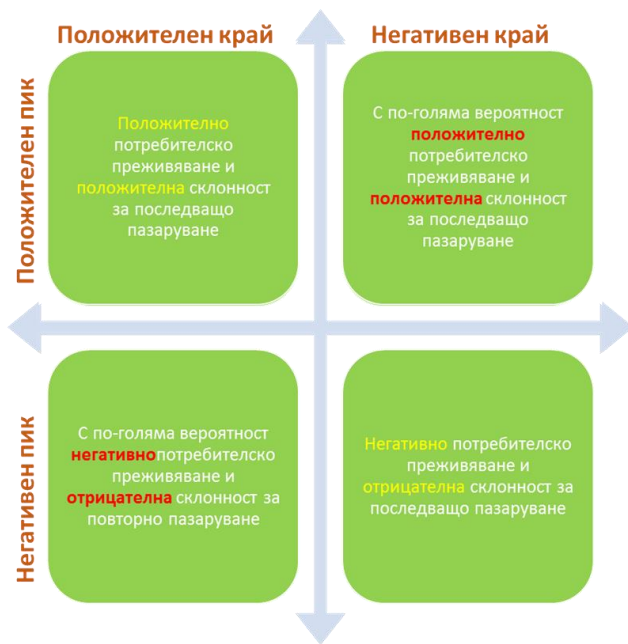 Положителен край
Негативен край
Положителен пик
Положително
потребителско
преживяване и
положителна склонност
за последващо
пазаруване
С по-голяма вероятност
положително
потребителско
преживяване и
положителна склонност
за последващо
пазаруване
Негативен пик
С по-голяма вероятност
негативнопотребителско
преживяване и
отрицателна склонност за
повторно пазаруване
Негативно потребителско
преживяване и
отрицателна склонност за
последващо пазаруване